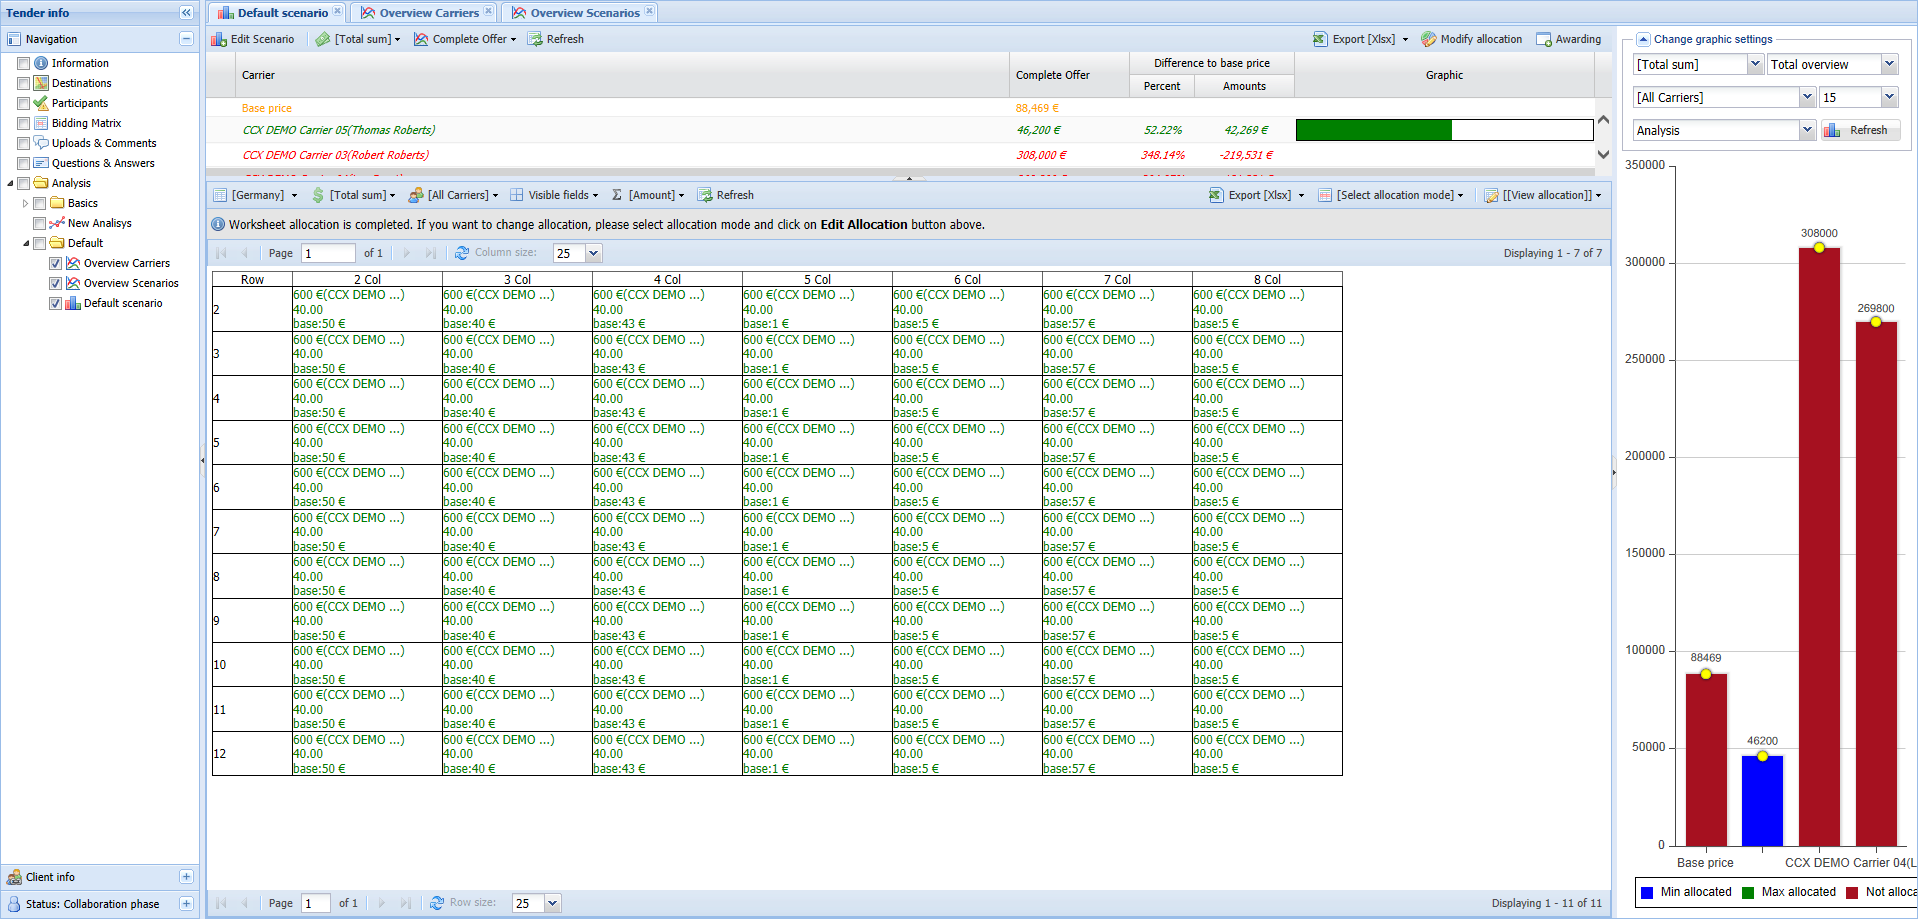 Tender info
Navigation
Information
Destinations
Participants
Bidding Matrix
Uploads & Comments
Questions & Answers
Analysis
Basics
New Analisys
Default
Overview Carriers
Overview Scenarios
Default scenario
Client info
Status: Collaboration phase
Default scenario Overview Carriers Overview Scenarios
Edit Scenario [Total sum] Complete Offer Refresh Export [Xlsx] Modify allocation Awarding
Carrier Complete Offer Difference to base price Graphic
Percent Amounts
Base price 88,469 €
CCX DEMO Carrier 05(Thomas Roberts) 46,200 € 52.22% 42,269 €
CCX DEMO Carrier 03(Robert Roberts) 308,000 € 348.14% -219,531 €
[Germany] [Total sum] [All Carriers] Visible fields Σ [Amount] Refresh Export [Xlsx] [Select allocation mode] [[View allocation]]
Worksheet allocation is completed. If you want to change allocation, please select allocation mode and click on Edit Allocation button above.
Page 1 of 1 Column size: 25 Displaying 1 - 7 of 7
Row 2 Col 3 Col 4 Col 5 Col 6 Col 7 Col 8 Col
600 €(CCX DEMO ...) 600 €(CCX DEMO ...) 600 €(CCX DEMO ...) 600 €(CCX DEMO ...) 600 €(CCX DEMO ...) 600 €(CCX DEMO ...) 600 €(CCX DEMO ...)
2 40.00 40.00 40.00 40.00 40.00 40.00 40.00
base:50 € base:40 € base:43 € base:1 € base:5 € base:57 € base:5 €
600 €(CCX DEMO ...) 600 €(CCX DEMO ...) 600 €(CCX DEMO ...) 600 €(CCX DEMO ...) 600 €(CCX DEMO ...) 600 €(CCX DEMO ...) 600 €(CCX DEMO ...)
3 40.00 40.00 40.00 40.00 40.00 40.00 40.00
base:50 € base:40 € base:43 € base:1 € base:5 € base:57 € base:5 €
600 €(CCX DEMO ...) 600 €(CCX DEMO ...) 600 €(CCX DEMO ...) 600 €(CCX DEMO ...) 600 €(CCX DEMO ...) 600 €(CCX DEMO ...) 600 €(CCX DEMO ...)
4 40.00 40.00 40.00 40.00 40.00 40.00 40.00
base:50 € base:40 € base:43 € base:1 € base:5 € base:57 € base:5 €
600 €(CCX DEMO ...) 600 €(CCX DEMO ...) 600 €(CCX DEMO ...) 600 €(CCX DEMO ...) 600 €(CCX DEMO ...) 600 €(CCX DEMO ...) 600 €(CCX DEMO ...)
5 40.00 40.00 40.00 40.00 40.00 40.00 40.00
base:50 € base:40 € base:43 € base:1 € base:5 € base:57 € base:5 €
600 €(CCX DEMO ...) 600 €(CCX DEMO ...) 600 €(CCX DEMO ...) 600 €(CCX DEMO ...) 600 €(CCX DEMO ...) 600 €(CCX DEMO ...) 600 €(CCX DEMO ...)
6 40.00 40.00 40.00 40.00 40.00 40.00 40.00
base:50 € base:40 € base:43 € base:1 € base:5 € base:57 € base:5 €
600 €(CCX DEMO ...) 600 €(CCX DEMO ...) 600 €(CCX DEMO ...) 600 €(CCX DEMO ...) 600 €(CCX DEMO ...) 600 €(CCX DEMO ...) 600 €(CCX DEMO ...)
7 40.00 40.00 40.00 40.00 40.00 40.00 40.00
base:50 € base:40 € base:43 € base:1 € base:5 € base:57 € base:5 €
600 €(CCX DEMO ...) 600 €(CCX DEMO ...) 600 €(CCX DEMO ...) 600 €(CCX DEMO ...) 600 €(CCX DEMO ...) 600 €(CCX DEMO ...) 600 €(CCX DEMO ...)
8 40.00 40.00 40.00 40.00 40.00 40.00 40.00
base:50 € base:40 € base:43 € base:1 € base:5 € base:57 € base:5 €
600 €(CCX DEMO ...) 600 €(CCX DEMO ...) 600 €(CCX DEMO ...) 600 €(CCX DEMO ...) 600 €(CCX DEMO ...) 600 €(CCX DEMO ...) 600 €(CCX DEMO ...)
9 40.00 40.00 40.00 40.00 40.00 40.00 40.00
base:50 € base:40 € base:43 € base:1 € base:5 € base:57 € base:5 €
600 €(CCX DEMO ...) 600 €(CCX DEMO ...) 600 €(CCX DEMO ...) 600 €(CCX DEMO ...) 600 €(CCX DEMO ...) 600 €(CCX DEMO ...) 600 €(CCX DEMO ...)
10 40.00 40.00 40.00 40.00 40.00 40.00 40.00
base:50 € base:40 € base:43 € base:1 € base:5 € base:57 € base:5 €
600 €(CCX DEMO ...) 600 €(CCX DEMO ...) 600 €(CCX DEMO ...) 600 €(CCX DEMO ...) 600 €(CCX DEMO ...) 600 €(CCX DEMO ...) 600 €(CCX DEMO ...)
11 40.00 40.00 40.00 40.00 40.00 40.00 40.00
base:50 € base:40 € base:43 € base:1 € base:5 € base:57 € base:5 €
600 €(CCX DEMO ...) 600 €(CCX DEMO ...) 600 €(CCX DEMO ...) 600 €(CCX DEMO ...) 600 €(CCX DEMO ...) 600 €(CCX DEMO ...) 600 €(CCX DEMO ...)
12 40.00 40.00 40.00 40.00 40.00 40.00 40.00
base:50 € base:40 € base:43 € base:1 € base:5 € base:57 € base:5 €
Page 1 of 1 Row size: 25 Displaying 1 - 11 of 11
Change graphic settings
[Total sum] Total overview
[All Carriers] 15
Analysis Refresh
350000
308000
300000
269800
250000
200000
150000
100000
88469
50000
46200
0
Base price CCX DEMO Carrier 04(L
Min allocated Max allocated Not alloca